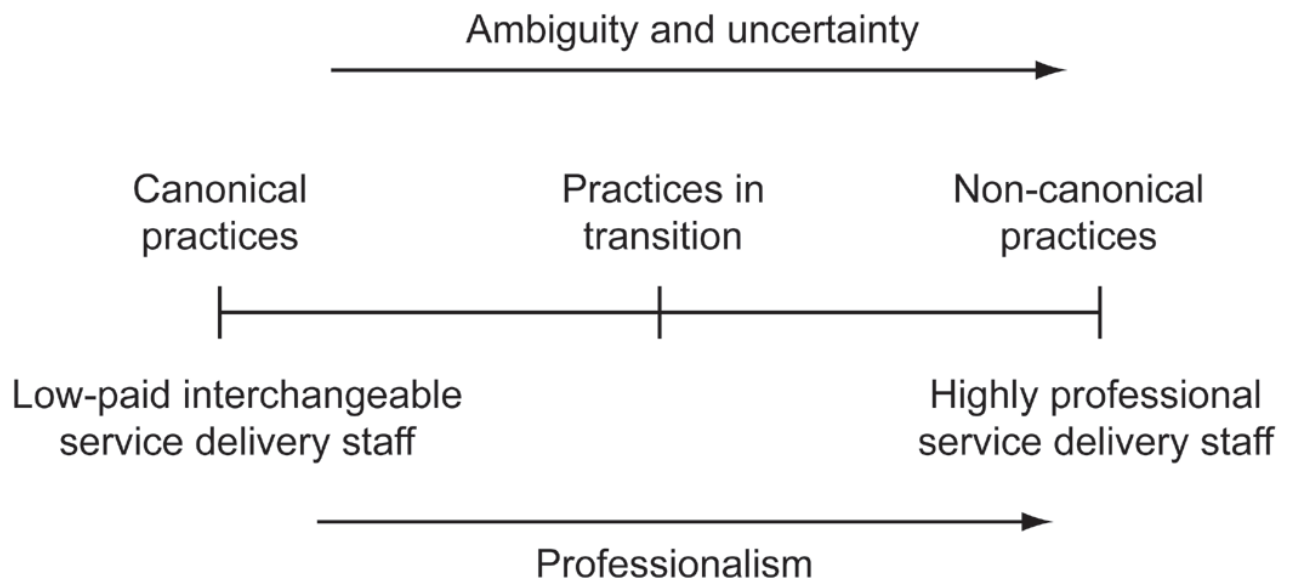 Ambiguity and uncertainty
Canonical
practices
Practices in
transition
Non-canonical
practices
Low-paid interchangeable
service delivery staff
Highly professional
service delivery staff
Professionalism